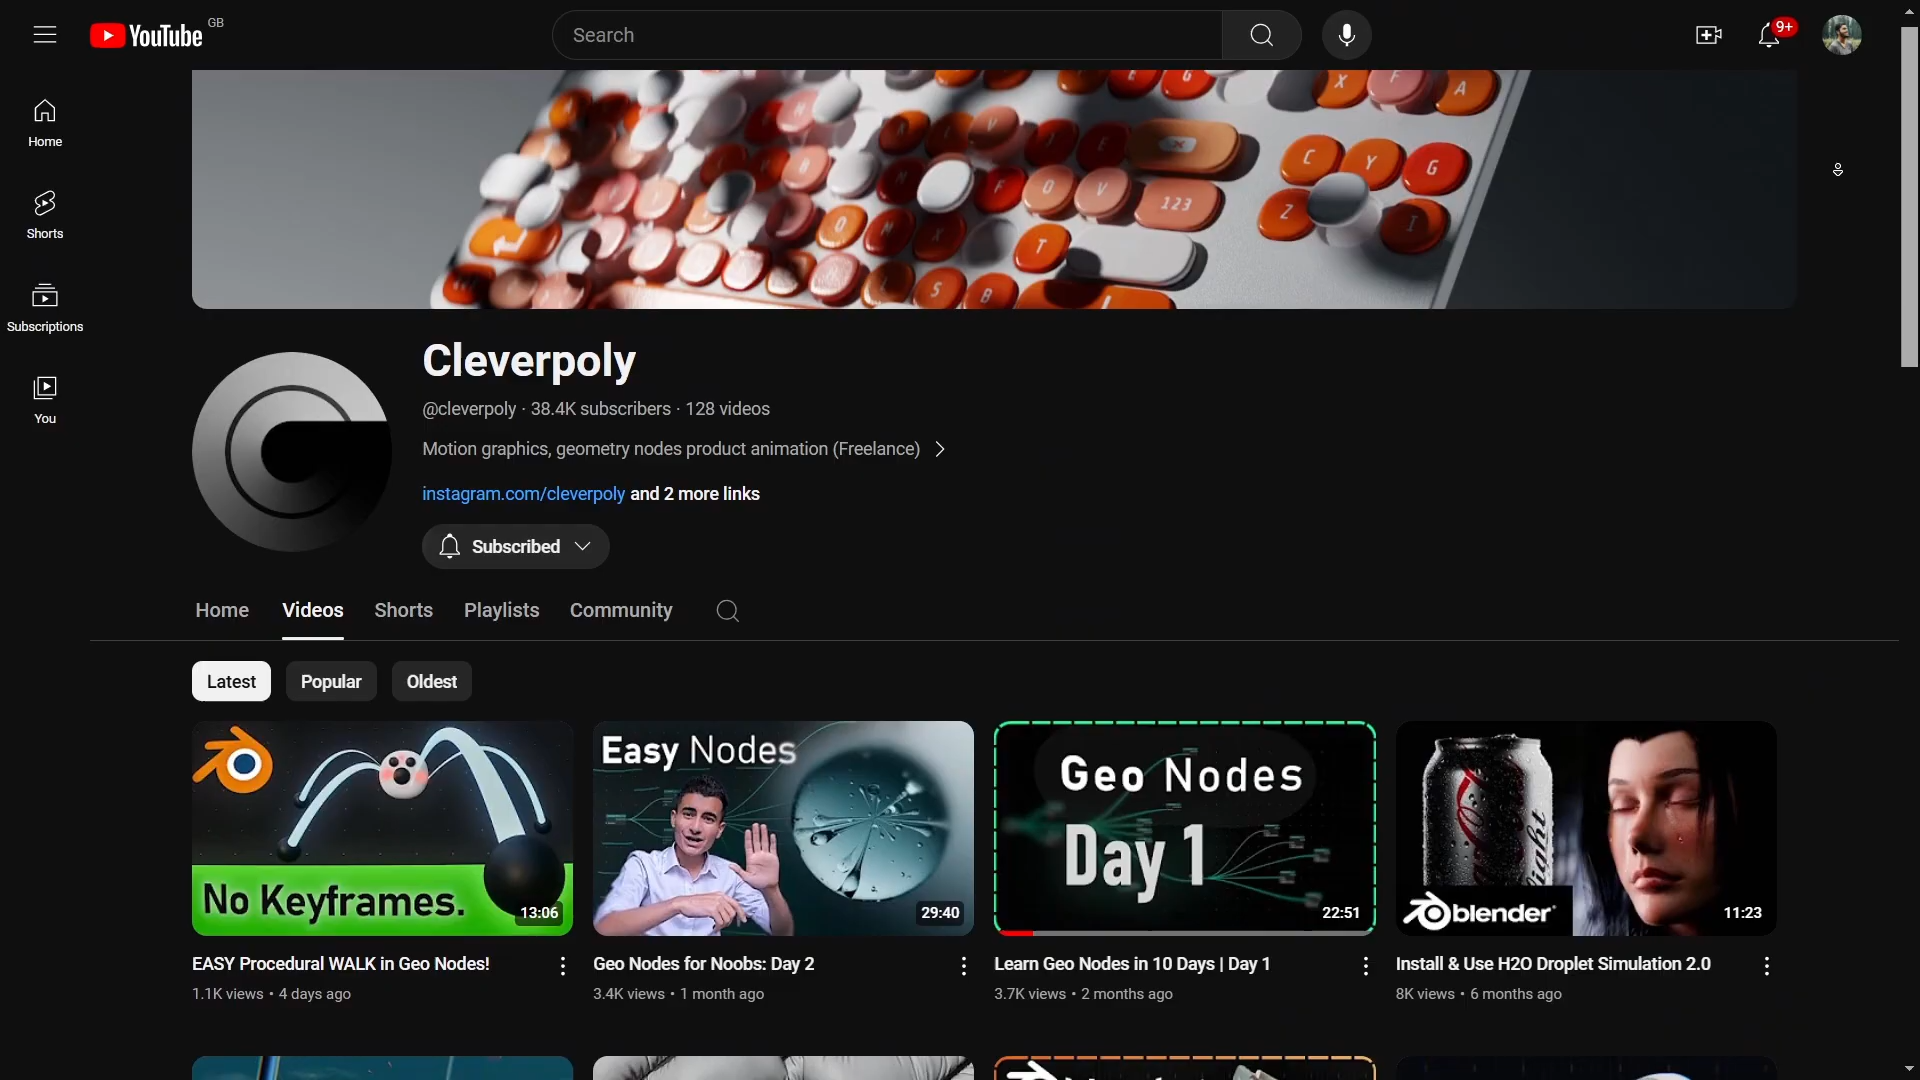 YouTube GB
Search
9+
Home
Shorts
Subscriptions
You
Cleverpoly
@cleverpoly · 38.4K subscribers · 128 videos
Motion graphics, geometry nodes product animation (Freelance)
instagram.com/cleverpoly and 2 more links
Subscribed
Home Videos Shorts Playlists Community
Latest Popular Oldest
No Keyframes.
13:06
Easy Nodes
29:40
Geo Nodes
Day 1
22:51
blender
11:23
EASY Procedural WALK in Geo Nodes!
1.1K views • 4 days ago
Geo Nodes for Noobs: Day 2
3.4K views • 1 month ago
Learn Geo Nodes in 10 Days | Day 1
3.7K views • 2 months ago
Install & Use H2O Droplet Simulation 2.0
8K views • 6 months ago